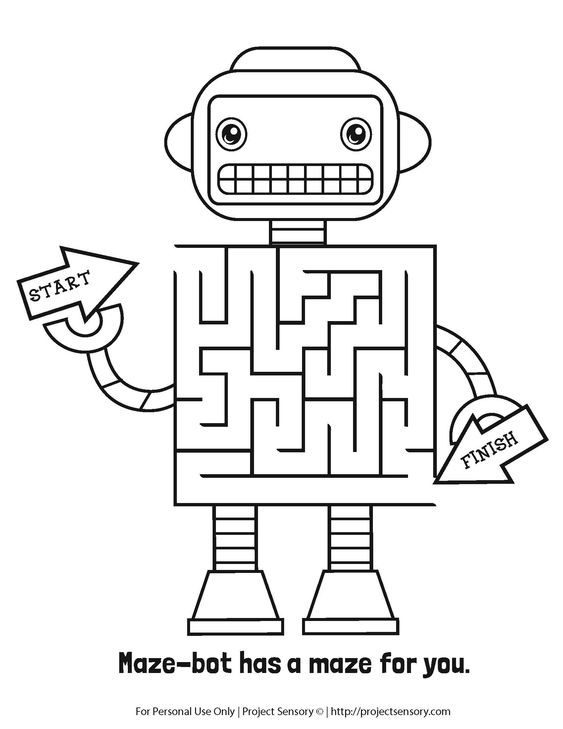 START
FINISH
Maze-bot has a maze for you.
For Personal Use Only | Project Sensory © | http://projectsensory.com